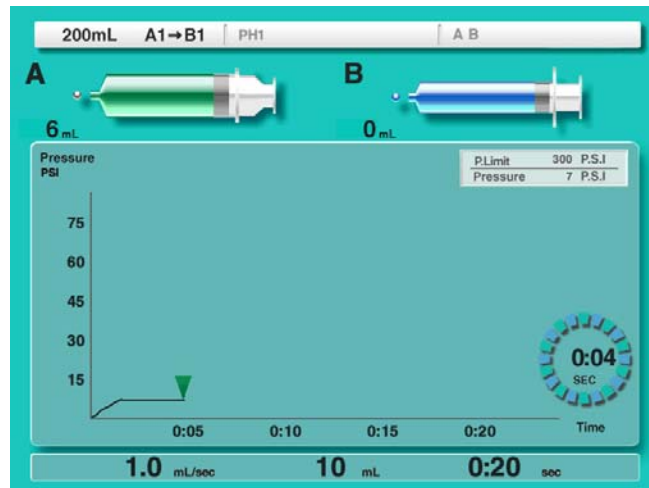 200mL A1→B1 PH1 A B
A B
6 mL 0 mL
Pressure
PSI
P.Limit 300 P.S.I
Pressure 7 P.S.I
75
60
45
30
15
0:04
SEC
0:05 0:10 0:15 0:20 Time
1.0 mL/sec 10 mL 0:20 sec